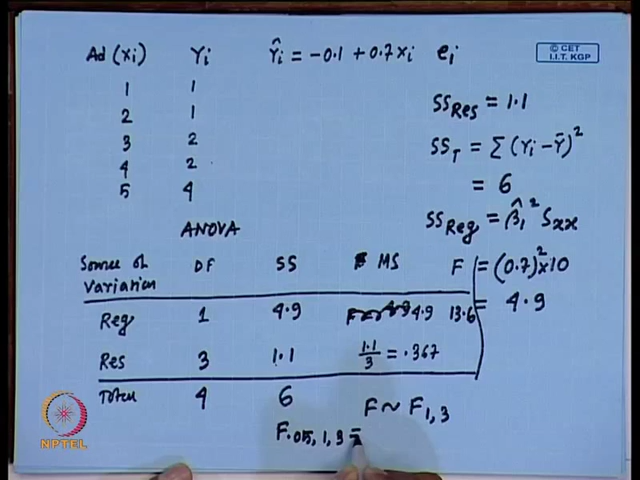 Ad (xi) Yi Ŷi = -0.1 + 0.7xi ei
© CET
I.I.T. KGP
1 1
2 1
3 2
4 2
5 4
SSRes = 1.1
SST = Σ (Yi - Ȳ)²
= 6
SSReg = β̂1² Sxx
= (0.7)² x 10
= 4.9
ANOVA
Source of Variation DF SS MS F
Reg 1 4.9 4.9 13.6
Res 3 1.1 1.1/3 = .367
Total 4 6
F ~ F1,3
F.05, 1, 3 =
NPTEL